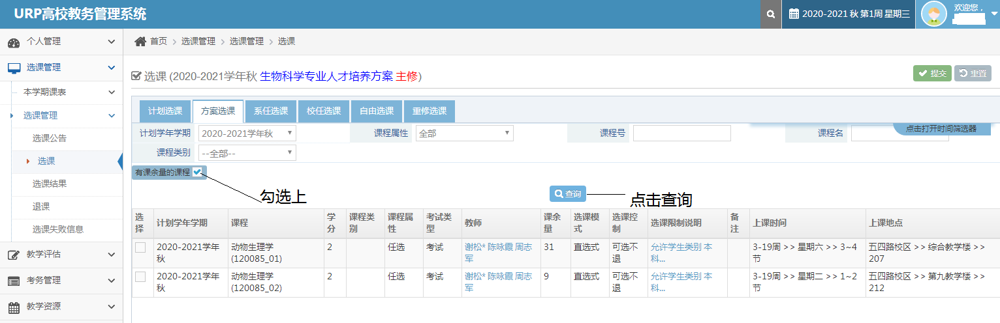 URP高校教务管理系统
2020-2021 秋 第1周 星期三
欢迎您，
个人管理
首页 > 选课管理 > 选课管理 > 选课
选课管理
选课 (2020-2021学年秋 生物科学专业人才培养方案 主修)
提交
重置
本学期课表
选课管理
选课公告
选课
选课结果
退课
选课失败信息
教学评估
考务管理
教学资源
计划选课 方案选课 系任选课 校任选课 自由选课 重修选课
计划学年学期 2020-2021学年秋 课程属性 全部 课程号 课程名
点击打开时间筛选器
课程类别 --全部--
有课余量的课程
勾选上
查询
点击查询
选择 计划学年学期 课程 学分 课程类别 课程属性 考试类型 教师 课余量 选课模式 选课控制 选课限制说明 备注 上课时间 上课地点
2020-2021学年秋 动物生理学(120085_01) 2 任选 考试 谢松* 陈咏霞 周志军 31 直选式 可选不退 允许学生类别 本科... 3-19周 >> 星期六 >> 3~4节 五四路校区 >> 综合教学楼 >> 207
2020-2021学年秋 动物生理学(120085_02) 2 任选 考试 谢松* 陈咏霞 周志军 9 直选式 可选不退 允许学生类别 本科... 3-19周 >> 星期二 >> 1~2节 五四路校区 >> 第九教学楼 >> 212